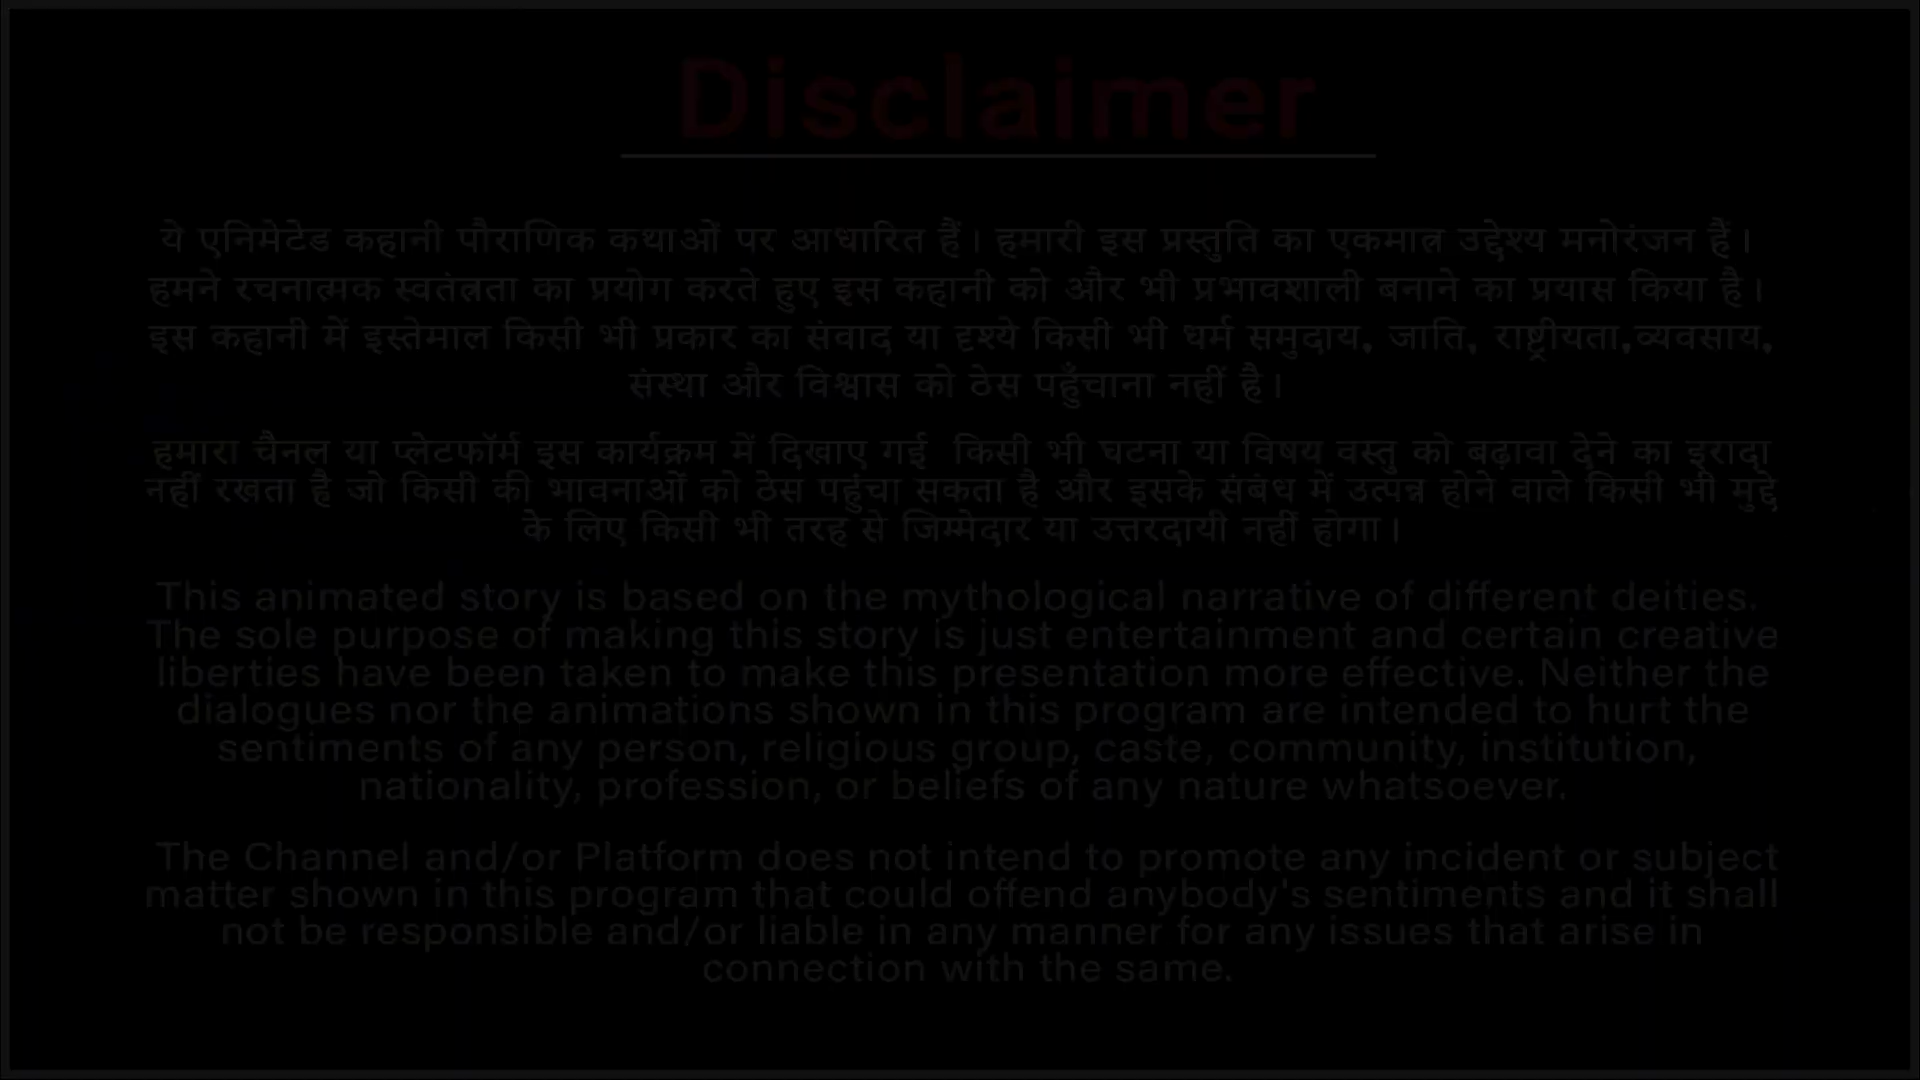 Disclaimer
ये एनिमेटेड कहानी पौराणिक कथाओं पर आधारित हैं। हमारी इस प्रस्तुति का एकमात्र उद्देश्य मनोरंजन हैं।
हमने रचनात्मक स्वतंत्रता का प्रयोग करते हुए इस कहानी को और भी प्रभावशाली बनाने का प्रयास किया है।
इस कहानी में इस्तेमाल किसी भी प्रकार का संवाद या दृश्ये किसी भी धर्म समुदाय, जाति, राष्ट्रीयता,व्यवसाय,
संस्था और विश्वास को ठेस पहुँचाना नहीं है।
हमारा चैनल या प्लेटफॉर्म इस कार्यक्रम में दिखाए गई किसी भी घटना या विषय वस्तु को बढ़ावा देने का इरादा
नहीं रखता है जो किसी की भावनाओं को ठेस पहुंचा सकता है और इसके संबंध में उत्पन्न होने वाले किसी भी मुद्दे
के लिए किसी भी तरह से जिम्मेदार या उत्तरदायी नहीं होगा।
This animated story is based on the mythological narrative of different deities.
The sole purpose of making this story is just entertainment and certain creative
liberties have been taken to make this presentation more effective. Neither the
dialogues nor the animations shown in this program are intended to hurt the
sentiments of any person, religious group, caste, community, institution,
nationality, profession, or beliefs of any nature whatsoever.
The Channel and/or Platform does not intend to promote any incident or subject
matter shown in this program that could offend anybody's sentiments and it shall
not be responsible and/or liable in any manner for any issues that arise in
connection with the same.